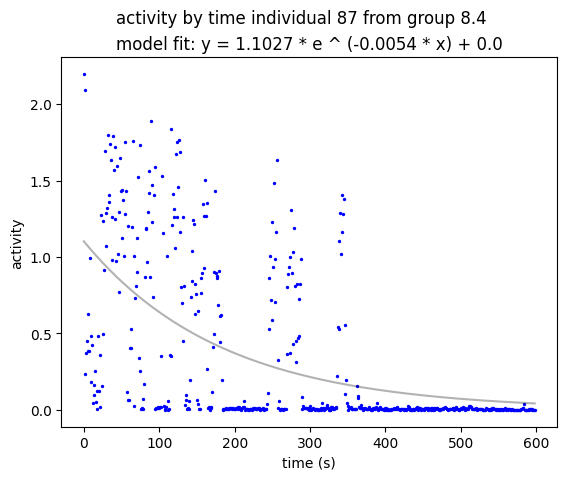 activity by time individual 87 from group 8.4
model fit: y = 1.1027 * e ^ (-0.0054 * x) + 0.0
2.0
1.5
1.0
0.5
0.0
activity
0 100 200 300 400 500 600
time (s)